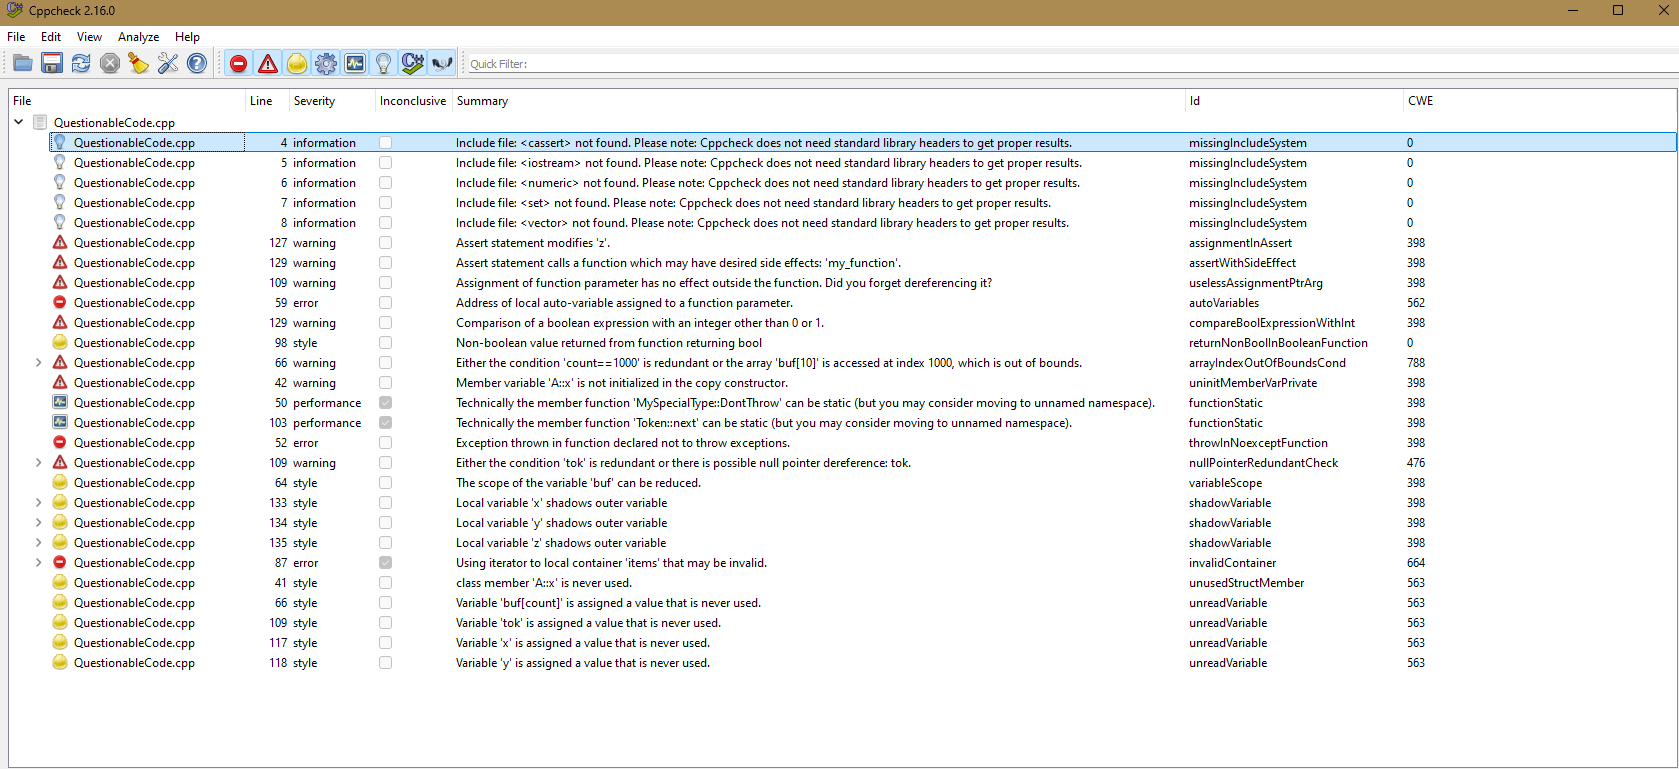 Cppcheck 2.16.0
File Edit View Analyze Help
Quick Filter:
File Line Severity Inconclusive Summary Id CWE
QuestionableCode.cpp
QuestionableCode.cpp 4 information Include file: <cassert> not found. Please note: Cppcheck does not need standard library headers to get proper results. missingIncludeSystem 0
QuestionableCode.cpp 5 information Include file: <iostream> not found. Please note: Cppcheck does not need standard library headers to get proper results. missingIncludeSystem 0
QuestionableCode.cpp 6 information Include file: <numeric> not found. Please note: Cppcheck does not need standard library headers to get proper results. missingIncludeSystem 0
QuestionableCode.cpp 7 information Include file: <set> not found. Please note: Cppcheck does not need standard library headers to get proper results. missingIncludeSystem 0
QuestionableCode.cpp 8 information Include file: <vector> not found. Please note: Cppcheck does not need standard library headers to get proper results. missingIncludeSystem 0
QuestionableCode.cpp 127 warning Assert statement modifies 'z'. assignmentInAssert 398
QuestionableCode.cpp 129 warning Assert statement calls a function which may have desired side effects: 'my_function'. assertWithSideEffect 398
QuestionableCode.cpp 109 warning Assignment of function parameter has no effect outside the function. Did you forget dereferencing it? uselessAssignmentPtrArg 398
QuestionableCode.cpp 59 error Address of local auto-variable assigned to a function parameter. autoVariables 562
QuestionableCode.cpp 129 warning Comparison of a boolean expression with an integer other than 0 or 1. compareBoolExpressionWithInt 398
QuestionableCode.cpp 98 style Non-boolean value returned from function returning bool returnNonBoolInBooleanFunction 0
QuestionableCode.cpp 66 warning Either the condition 'count==1000' is redundant or the array 'buf[10]' is accessed at index 1000, which is out of bounds. arrayIndexOutOfBoundsCond 788
QuestionableCode.cpp 42 warning Member variable 'A::x' is not initialized in the copy constructor. uninitMemberVarPrivate 398
QuestionableCode.cpp 50 performance Technically the member function 'MySpecialType::DontThrow' can be static (but you may consider moving to unnamed namespace). functionStatic 398
QuestionableCode.cpp 103 performance Technically the member function 'Token::next' can be static (but you may consider moving to unnamed namespace). functionStatic 398
QuestionableCode.cpp 52 error Exception thrown in function declared not to throw exceptions. throwInNoexceptFunction 398
QuestionableCode.cpp 109 warning Either the condition 'tok' is redundant or there is possible null pointer dereference: tok. nullPointerRedundantCheck 476
QuestionableCode.cpp 64 style The scope of the variable 'buf' can be reduced. variableScope 398
QuestionableCode.cpp 133 style Local variable 'x' shadows outer variable shadowVariable 398
QuestionableCode.cpp 134 style Local variable 'y' shadows outer variable shadowVariable 398
QuestionableCode.cpp 135 style Local variable 'z' shadows outer variable shadowVariable 398
QuestionableCode.cpp 87 error Using iterator to local container 'items' that may be invalid. invalidContainer 664
QuestionableCode.cpp 41 style class member 'A::x' is never used. unusedStructMember 563
QuestionableCode.cpp 66 style Variable 'buf[count]' is assigned a value that is never used. unreadVariable 563
QuestionableCode.cpp 109 style Variable 'tok' is assigned a value that is never used. unreadVariable 563
QuestionableCode.cpp 117 style Variable 'x' is assigned a value that is never used. unreadVariable 563
QuestionableCode.cpp 118 style Variable 'y' is assigned a value that is never used. unreadVariable 563